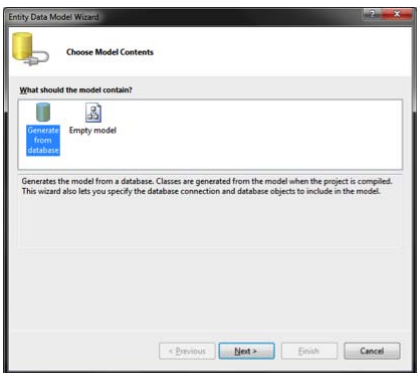 Entity Data Model Wizard
Choose Model Contents
What should the model contain?
Generate
from
database
Empty model
Generates the model from a database. Classes are generated from the model when the project is compiled.
This wizard also lets you specify the database connection and database objects to include in the model.
< Previous
Next >
Finish
Cancel